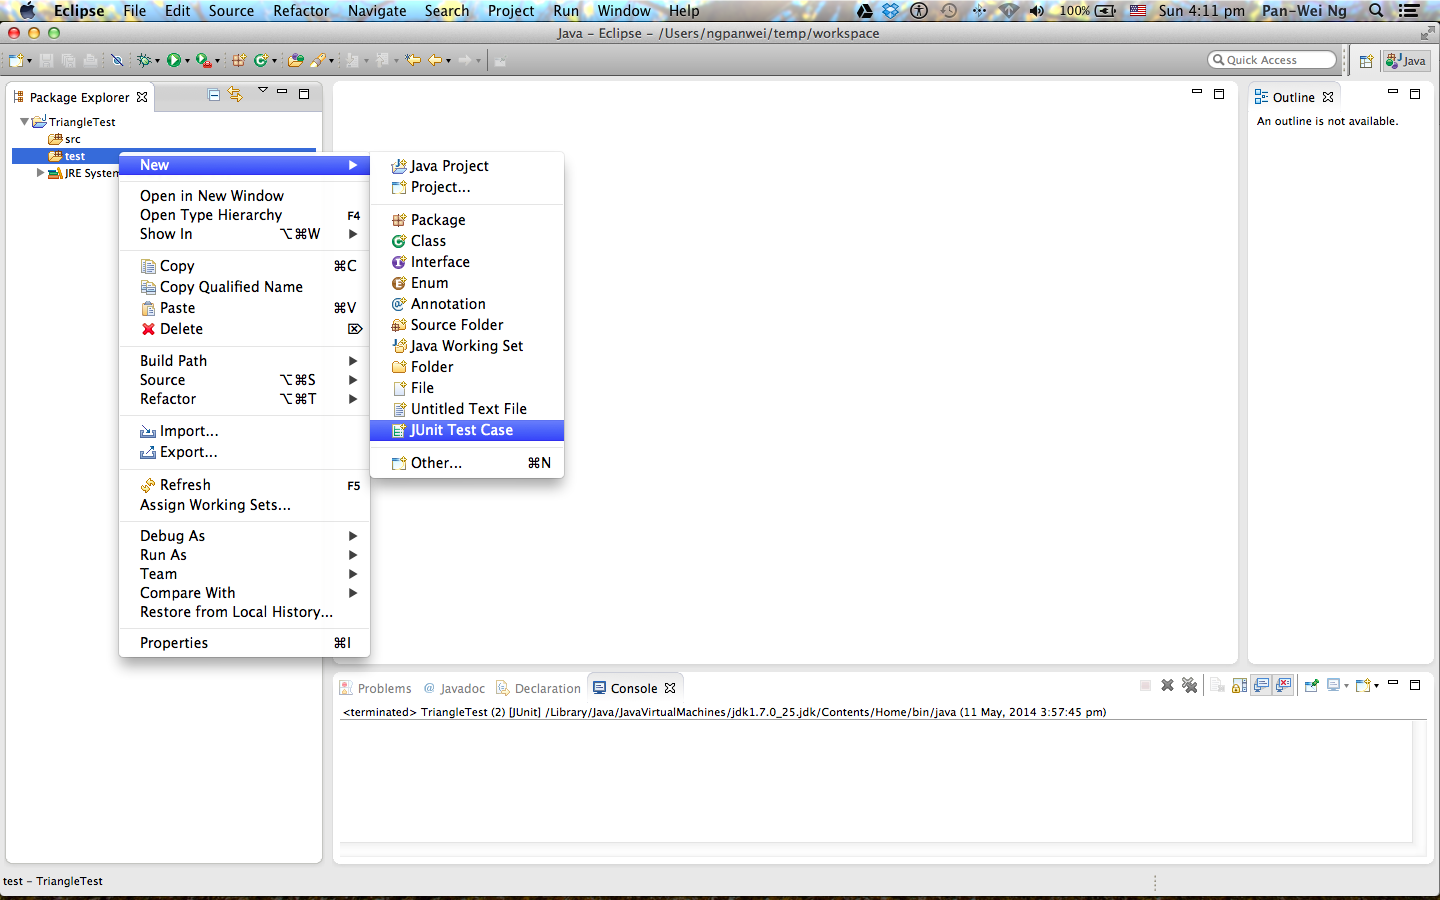 Eclipse File Edit Source Refactor Navigate Search Project Run Window Help 100% Sun 4:11 pm Pan-Wei Ng
Java – Eclipse – /Users/ngpanwei/temp/workspace
Quick Access
Java
Package Explorer
TriangleTest
src
test
JRE System
New
Open in New Window
Open Type Hierarchy F4
Show In ⌥⌘W
Copy ⌘C
Copy Qualified Name
Paste ⌘V
Delete ⌦
Build Path
Source ⌥⌘S
Refactor ⌥⌘T
Import...
Export...
Refresh F5
Assign Working Sets...
Debug As
Run As
Team
Compare With
Restore from Local History...
Properties ⌘I
Java Project
Project...
Package
Class
Interface
Enum
Annotation
Source Folder
Java Working Set
Folder
File
Untitled Text File
JUnit Test Case
Other... ⌘N
Outline
An outline is not available.
Problems @ Javadoc Declaration Console
<terminated> TriangleTest (2) [JUnit] /Library/Java/JavaVirtualMachines/jdk1.7.0_25.jdk/Contents/Home/bin/java (11 May, 2014 3:57:45 pm)
test – TriangleTest